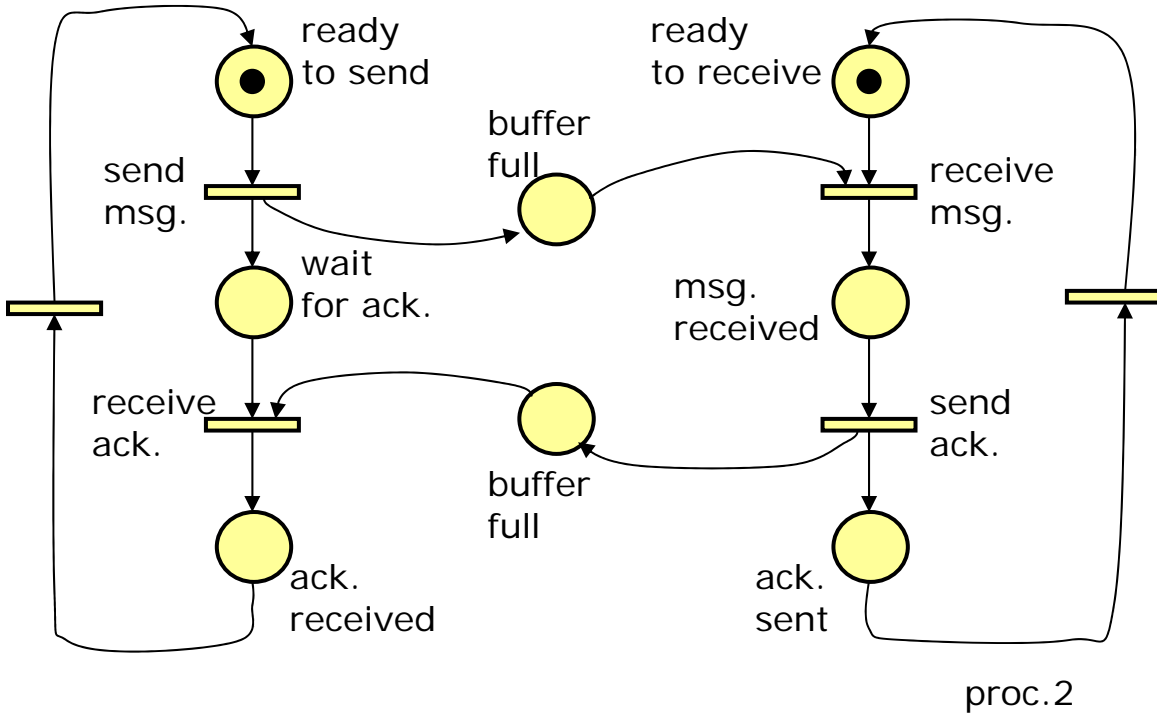 ready
to send
ready
to receive
buffer
full
send
msg.
receive
msg.
wait
for ack.
msg.
received
receive
ack.
send
ack.
buffer
full
ack.
received
ack.
sent
proc.2